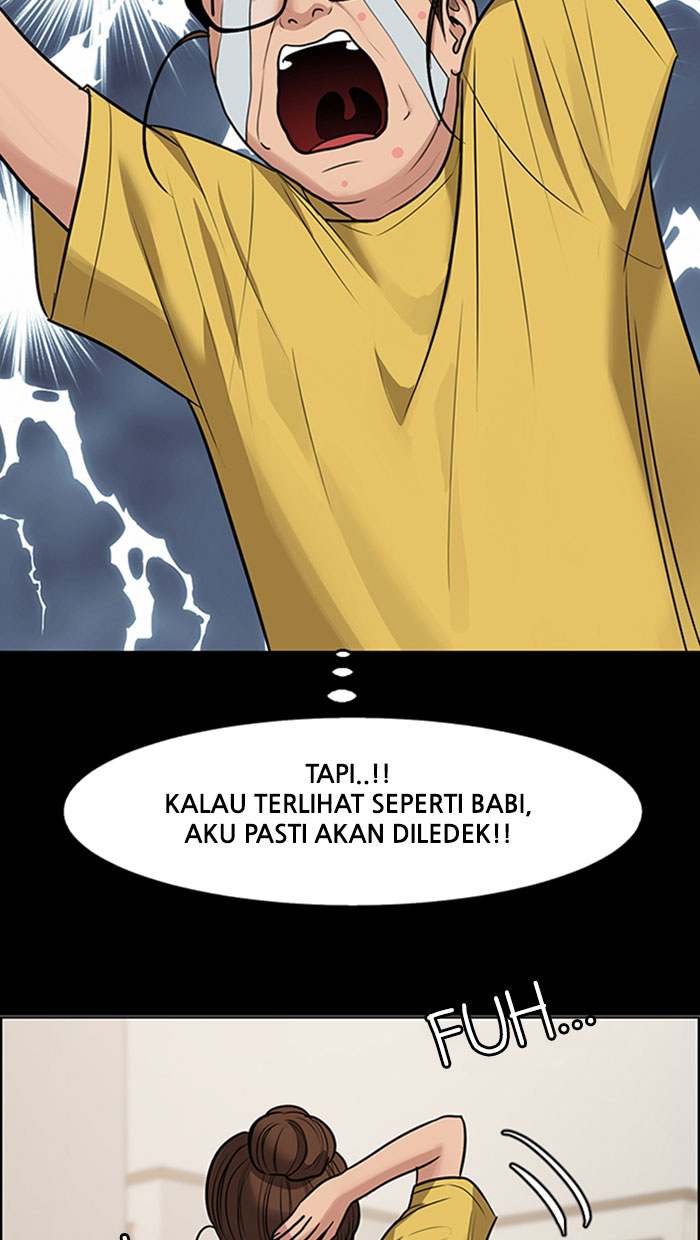 TAPI..!!
KALAU TERLIHAT SEPERTI BABI,
AKU PASTI AKAN DILEDEK!!
FUH...